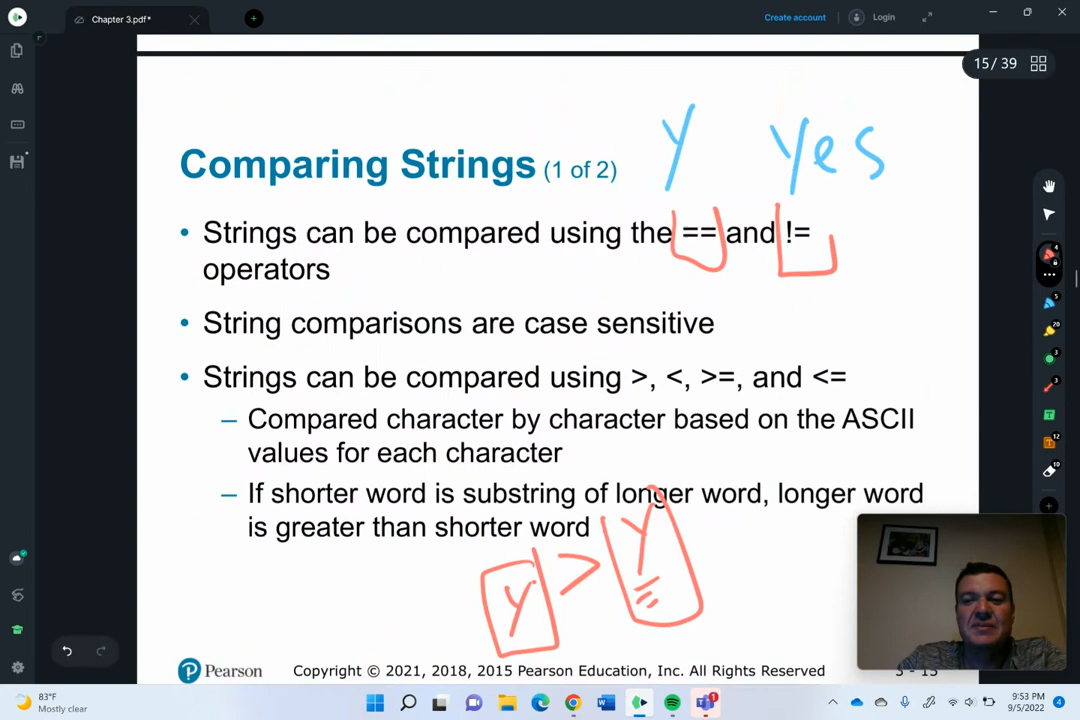 Chapter 3.pdf*
Create account
Login
15 / 39
Y Yes
Comparing Strings (1 of 2)
• Strings can be compared using the == and !=
operators
• String comparisons are case sensitive
• Strings can be compared using >, <, >=, and <=
– Compared character by character based on the ASCII
values for each character
– If shorter word is substring of longer word, longer word
is greater than shorter word
y > Y
Pearson
Copyright © 2021, 2018, 2015 Pearson Education, Inc. All Rights Reserved
3 - 15
83°F
Mostly clear
9:53 PM
9/5/2022